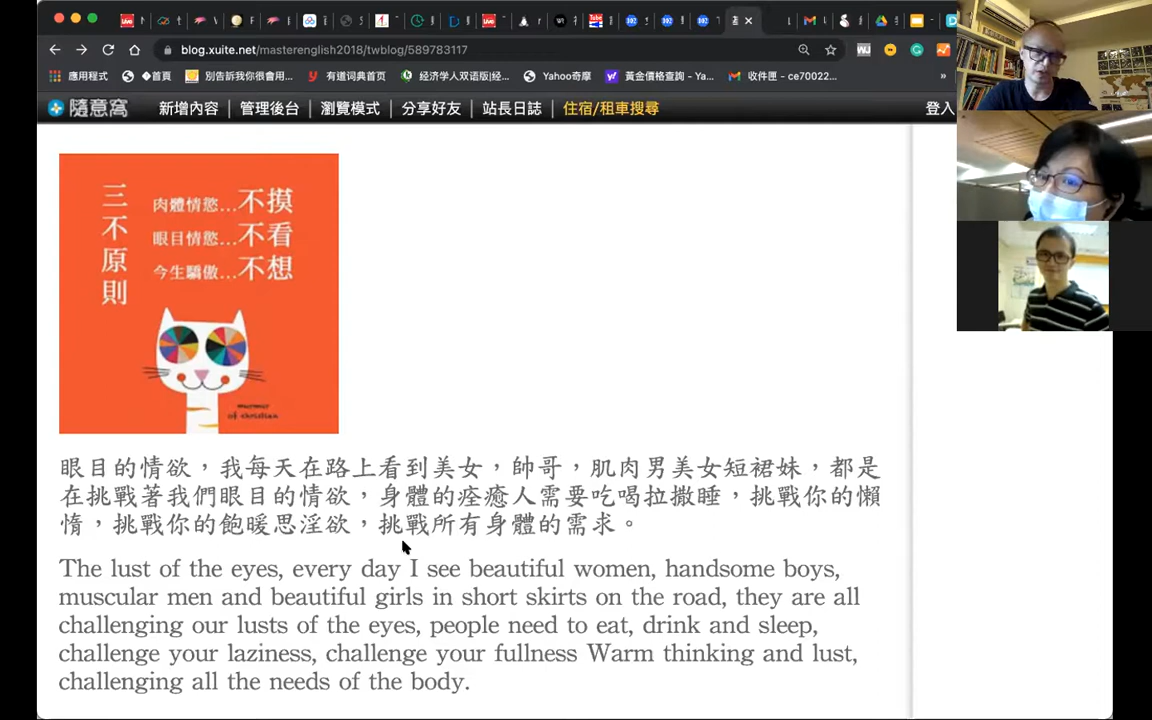 blog.xuite.net/masterenglish2018/twblog/589783117
應用程式
�首頁
別告訴我你很會用...
有道词典首页
经济学人双语版|经...
Yahoo奇摩
黃金價格查詢 - Ya...
收件匣 - ce70022...
»
隨意窩
新增內容 | 管理後台 | 瀏覽模式 | 分享好友 | 站長日誌 | 住宿/租車搜尋
登入
三不原則
肉體情慾...不摸
眼目情慾...不看
今生驕傲...不想
of christian
眼目的情欲，我每天在路上看到美女，帥哥，肌肉男美女短裙妹，都是
在挑戰著我們眼目的情欲，身體的痊癒人需要吃喝拉撒睡，挑戰你的懶
惰，挑戰你的飽暖思淫欲，挑戰所有身體的需求。
The lust of the eyes, every day I see beautiful women, handsome boys,
muscular men and beautiful girls in short skirts on the road, they are all
challenging our lusts of the eyes, people need to eat, drink and sleep,
challenge your laziness, challenge your fullness Warm thinking and lust,
challenging all the needs of the body.